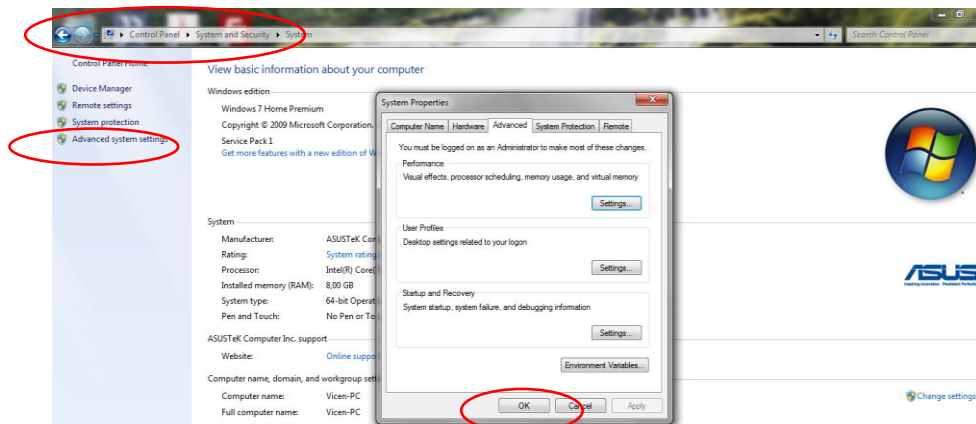 Control Panel ▸ System and Security ▸ System
Search Control Panel
Control Panel Home
Device Manager
Remote settings
System protection
Advanced system settings
View basic information about your computer
Windows edition
Windows 7 Home Premium
Copyright © 2009 Microsoft Corporation.
Service Pack 1
Get more features with a new edition of W
System
Manufacturer: ASUSTeK Co
Rating: System rating
Processor: Intel(R) Core(
Installed memory (RAM): 8,00 GB
System type: 64-bit Operat
Pen and Touch: No Pen or To
ASUSTeK Computer Inc. support
Website: Online suppo
Computer name, domain, and workgroup sett
Computer name: Vicen-PC
Full computer name: Vicen-PC
System Properties
Computer Name Hardware Advanced System Protection Remote
You must be logged on as an Administrator to make most of these changes.
Performance
Visual effects, processor scheduling, memory usage, and virtual memory
Settings...
User Profiles
Desktop settings related to your logon
Settings...
Startup and Recovery
System startup, system failure, and debugging information
Settings...
Environment Variables...
OK Cancel Apply
ASUS
Change settings